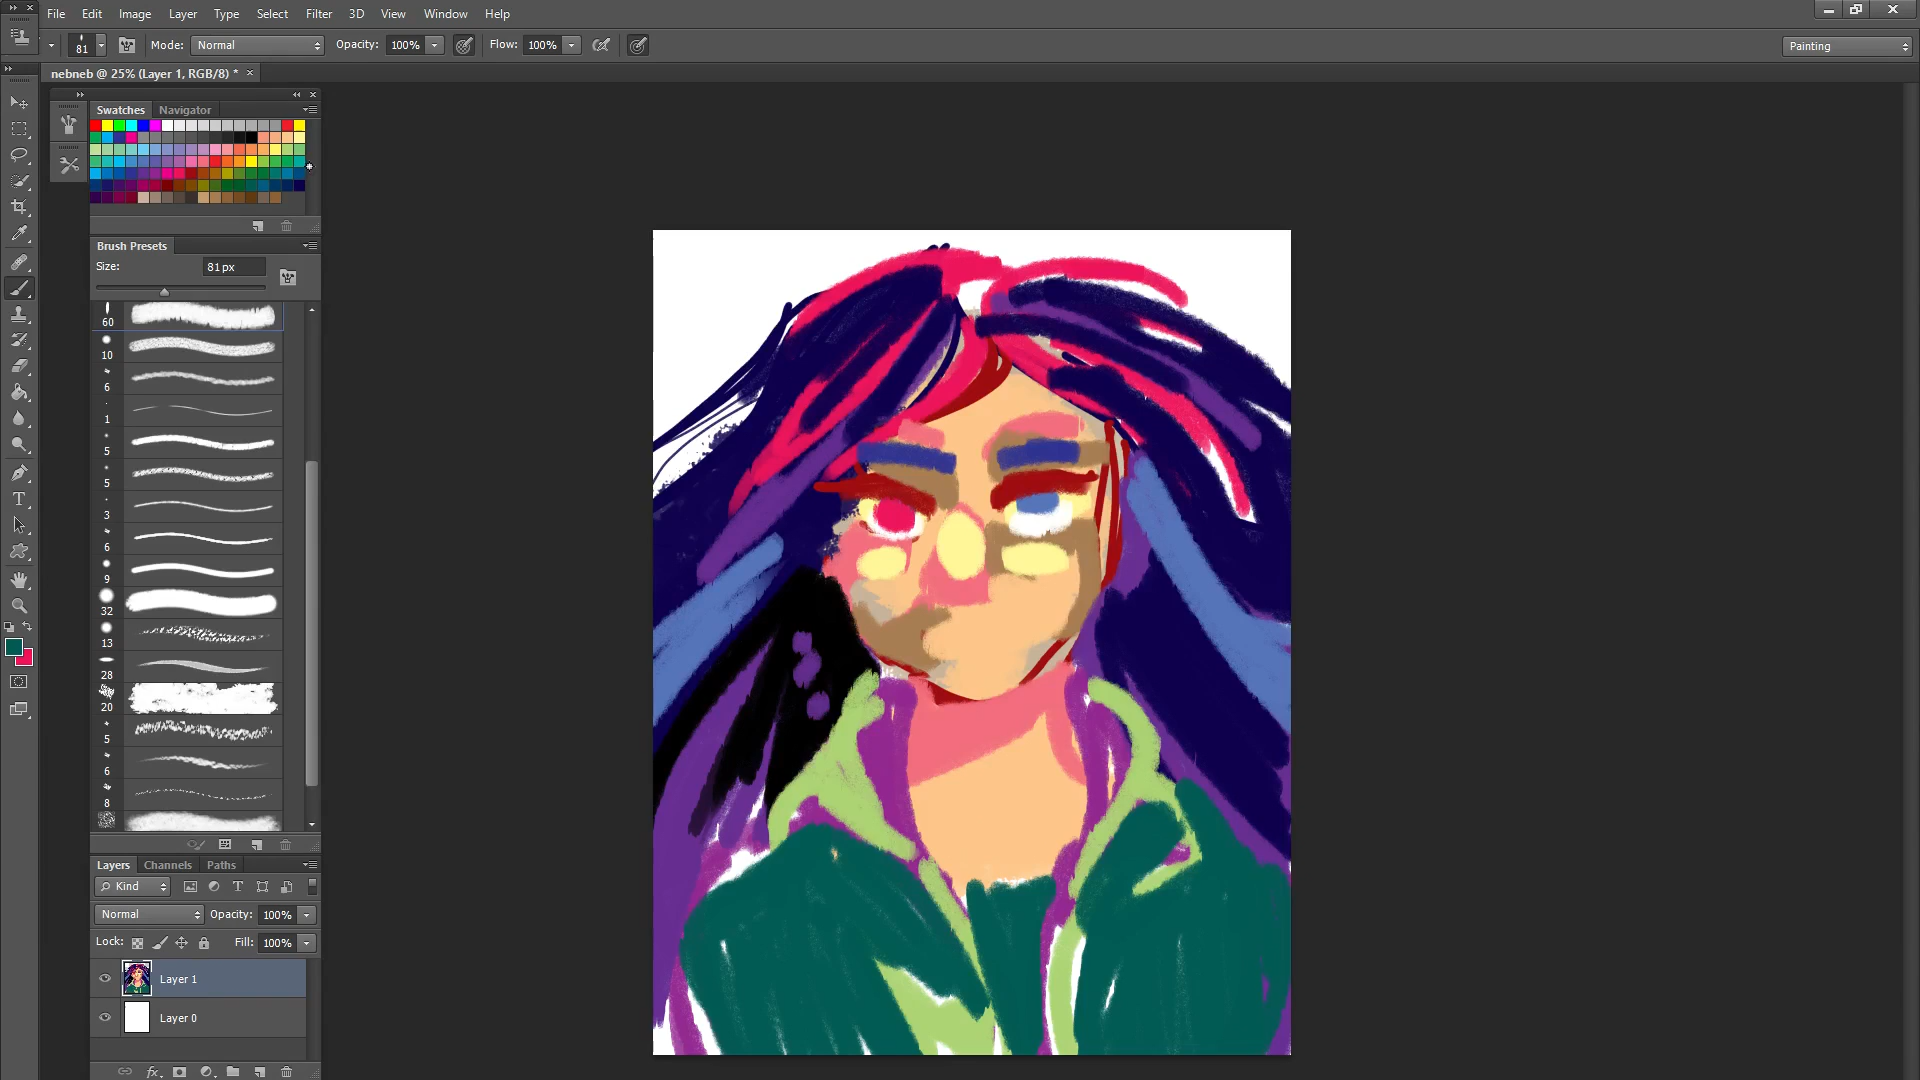 File Edit Image Layer Type Select Filter 3D View Window Help
81 Mode: Normal Opacity: 100% Flow: 100% Painting
nebneb @ 25% (Layer 1, RGB/8) *
Swatches Navigator
Brush Presets
Size: 81 px
60
10
6
1
5
5
3
6
9
32
13
28
20
5
6
8
Layers Channels Paths
Kind
Normal Opacity: 100%
Lock: Fill: 100%
Layer 1
Layer 0
fx